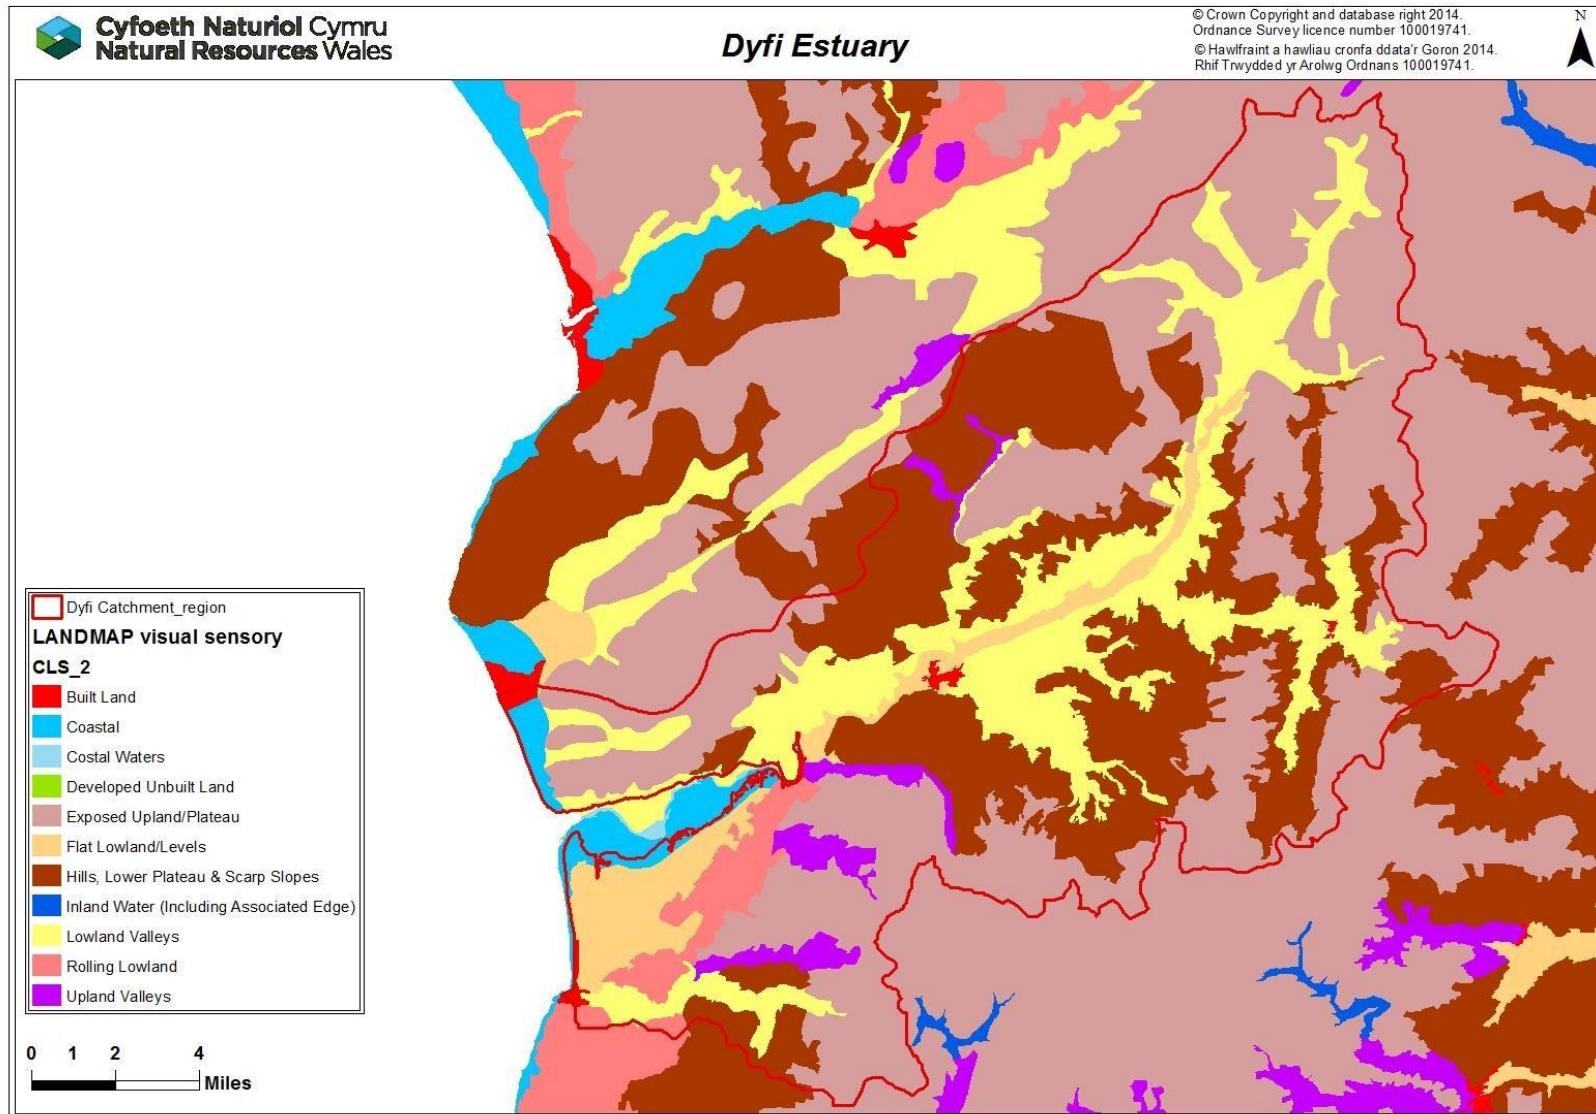 Cyfoeth Naturiol Cymru
Natural Resources Wales
Dyfi Estuary
© Crown Copyright and database right 2014.
Ordnance Survey licence number 100019741.
© Hawlfraint a hawliau cronfa ddata'r Goron 2014.
Rhif Trwydded yr Arolwg Ordnans 100019741.
N
Dyfi Catchment_region
LANDMAP visual sensory
CLS_2
Built Land
Coastal
Costal Waters
Developed Unbuilt Land
Exposed Upland/Plateau
Flat Lowland/Levels
Hills, Lower Plateau & Scarp Slopes
Inland Water (Including Associated Edge)
Lowland Valleys
Rolling Lowland
Upland Valleys
0 1 2 4
Miles